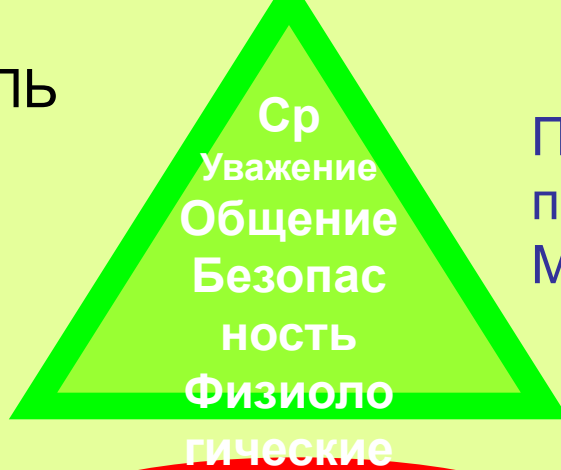 ль
Ср
Уважение
Общение
Безопас
ность
Физиоло
гические
П
п
М